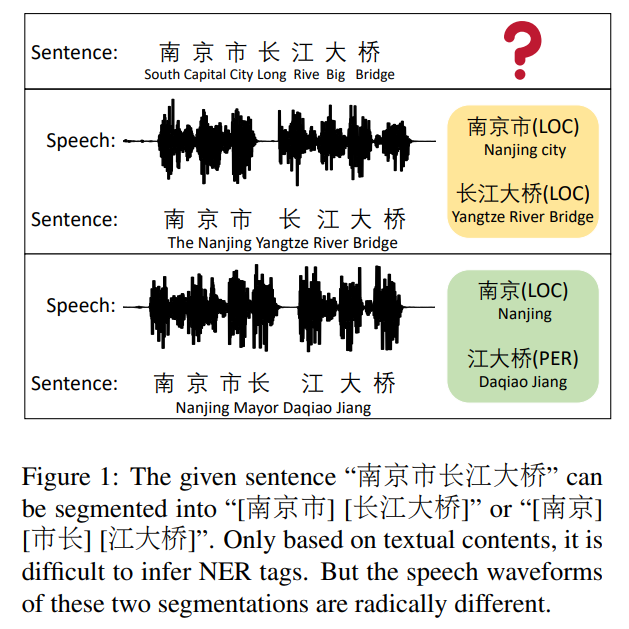 Sentence: 南 京 市 长 江 大 桥
South Capital City Long Rive Big Bridge
?
Speech:
南京市(LOC)
Nanjing city
长江大桥(LOC)
Yangtze River Bridge
Sentence: 南 京 市 长 江 大 桥
The Nanjing Yangtze River Bridge
Speech:
南京(LOC)
Nanjing
江大桥(PER)
Daqiao Jiang
Sentence: 南 京 市 长 江 大 桥
Nanjing Mayor Daqiao Jiang
Figure 1: The given sentence “南京市长江大桥” can
be segmented into “[南京市] [长江大桥]” or “[南京]
[市长] [江大桥]”. Only based on textual contents, it is
difficult to infer NER tags. But the speech waveforms
of these two segmentations are radically different.